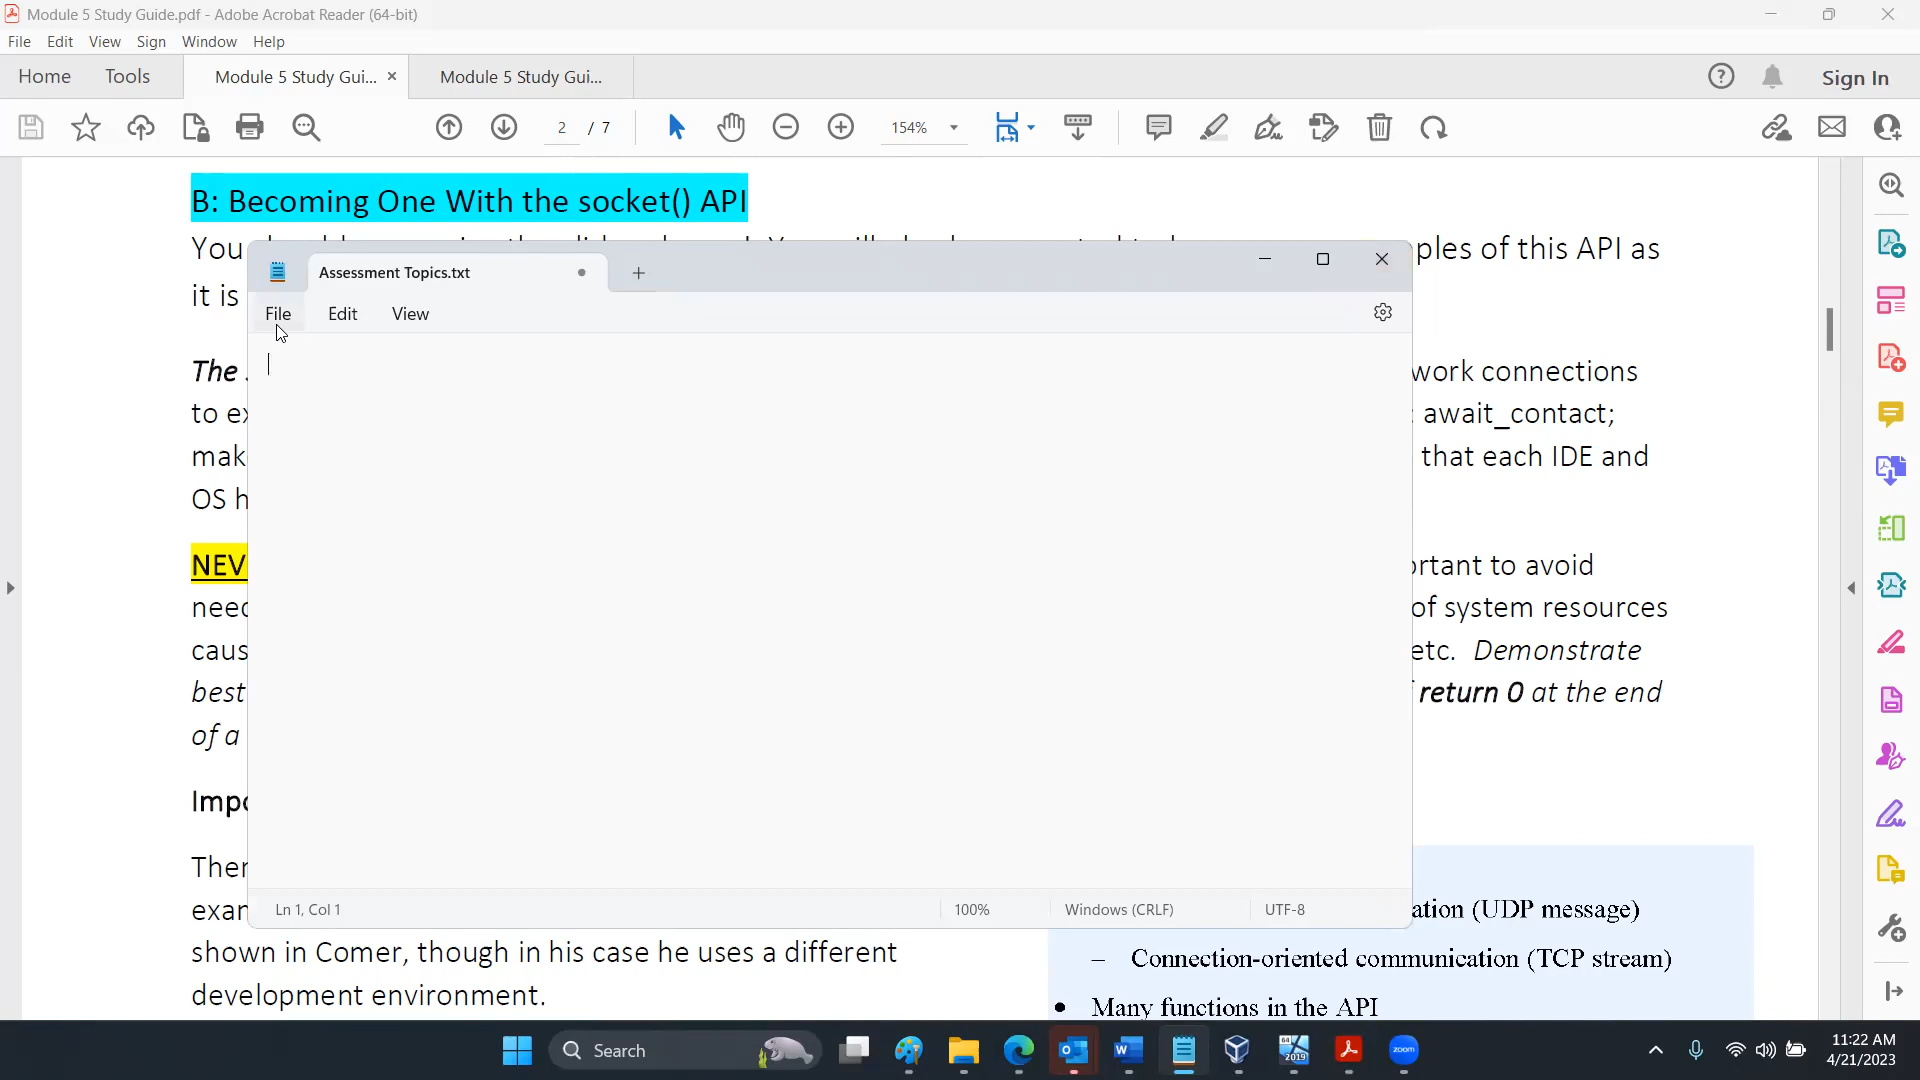 Module 5 Study Guide.pdf - Adobe Acrobat Reader (64-bit)
File Edit View Sign Window Help
Home Tools Module 5 Study Gui... × Module 5 Study Gui... Sign In
2 / 7 154%
B: Becoming One With the socket() API
You ples of this API as
it is
Assessment Topics.txt
File Edit View
The work connections
to ex await_contact;
mak that each IDE and
OS h
NEV rtant to avoid
need of system resources
caus etc. Demonstrate
best return 0 at the end
of a
Impo
Ther
exam ation (UDP message)
Ln 1, Col 1 100% Windows (CRLF) UTF-8
shown in Comer, though in his case he uses a different
development environment.
– Connection-oriented communication (TCP stream)
• Many functions in the API
Search
64
2019
zoom
11:22 AM
4/21/2023